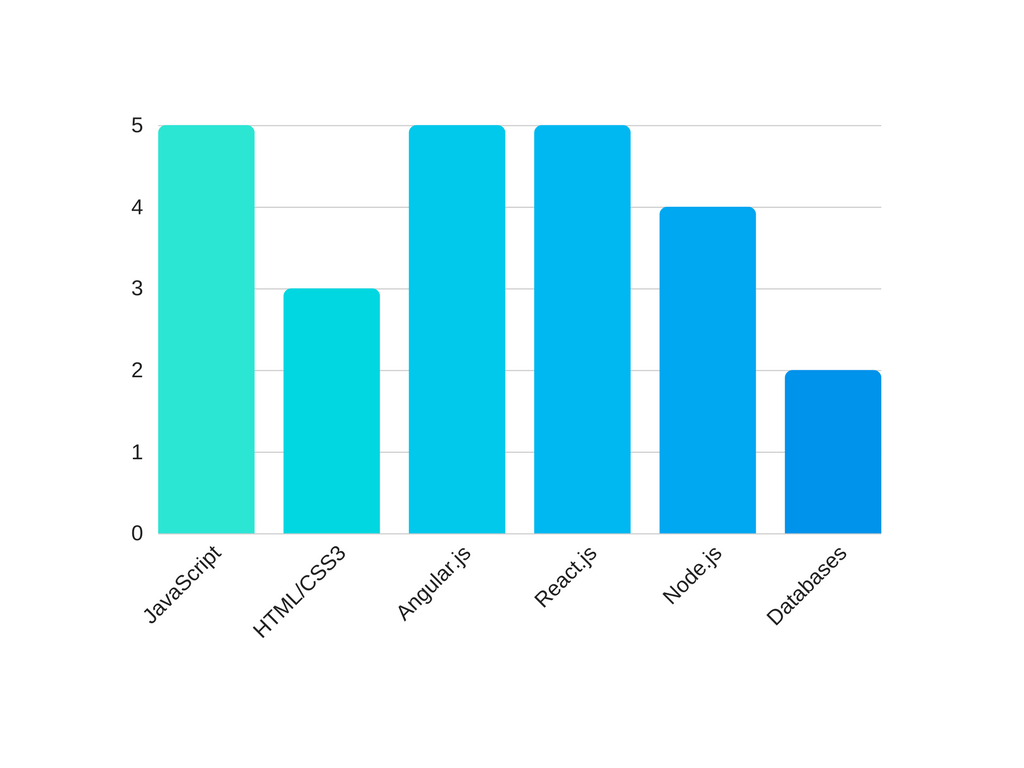 5
4
3
2
1
0
JavaScript
HTML/CSS3
Angular.js
React.js
Node.js
Databases